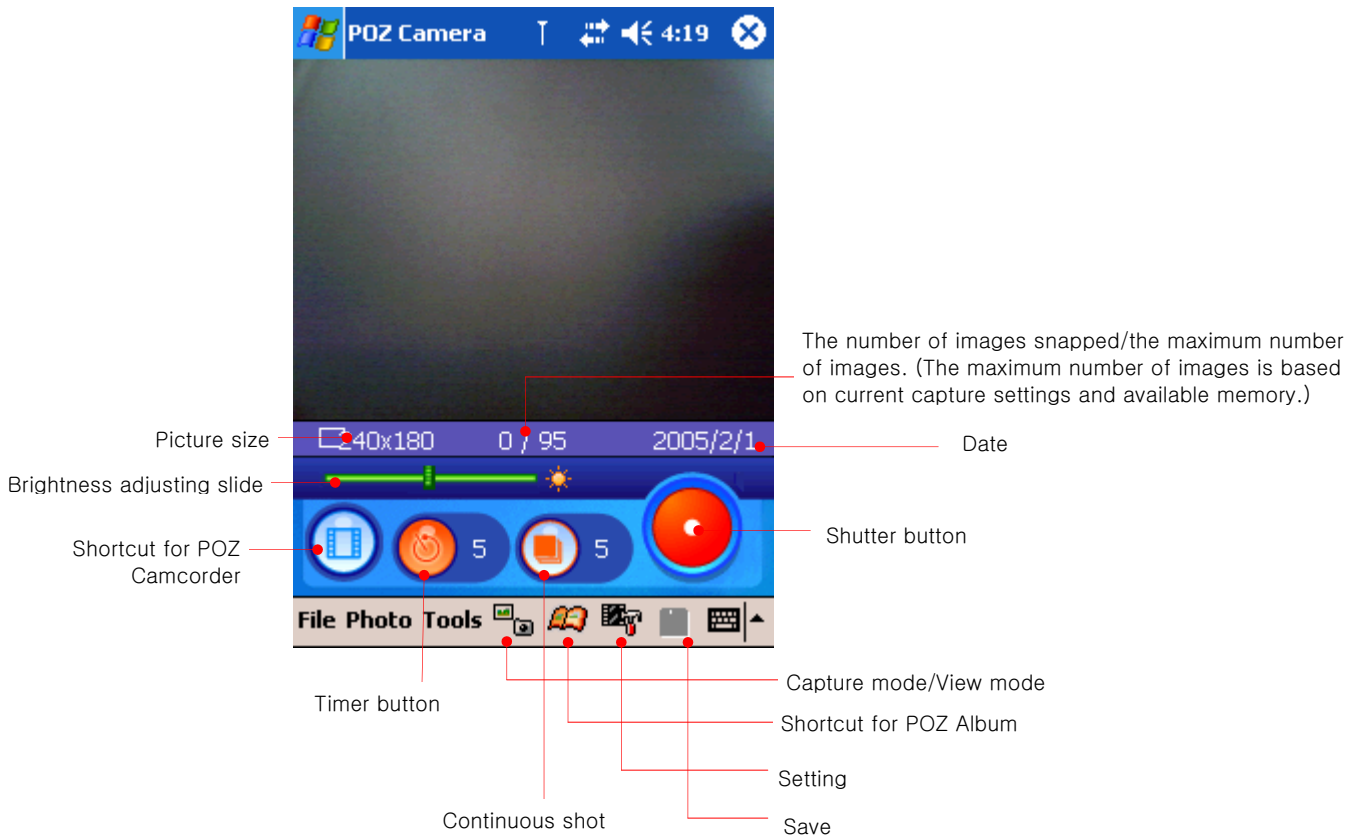 POZ Camera 4:19
The number of images snapped/the maximum number
of images. (The maximum number of images is based
on current capture settings and available memory.)
Picture size
240x180 0 / 95 2005/2/1
Date
Brightness adjusting slide
Shortcut for POZ
Camcorder
5 5
Shutter button
File Photo Tools
Timer button
Capture mode/View mode
Shortcut for POZ Album
Setting
Continuous shot
Save